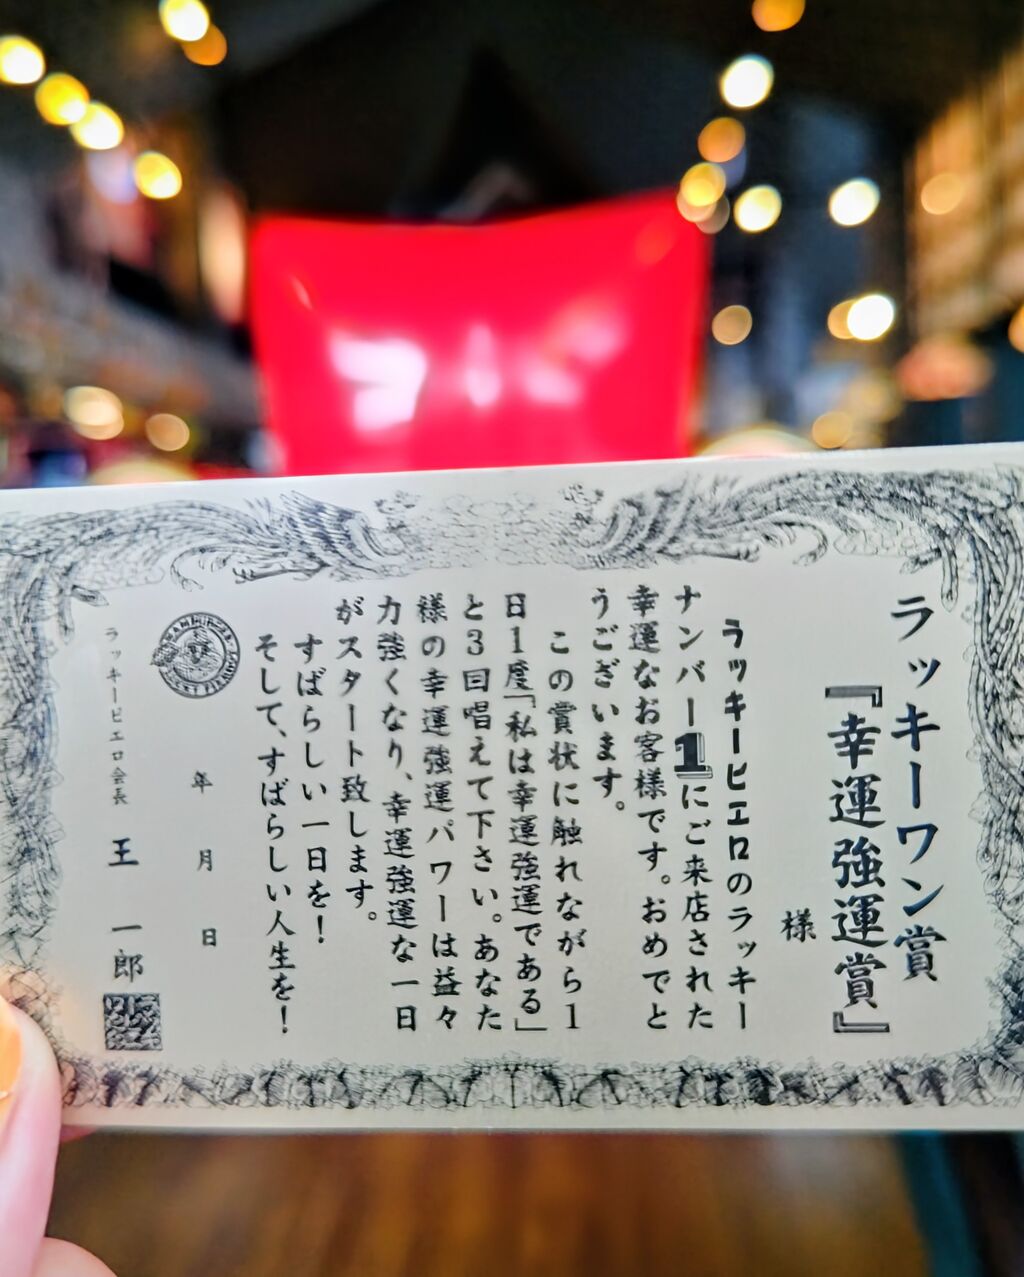 ラッキーワン賞
『幸運強運賞』
様
ラッキーピエロのラッキー
ナンバー1にご来店された
幸運なお客様です。おめでと
うございます。
この賞状に触れながら1
日1度「私は幸運強運である」
と3回唱えて下さい。あなた
様の幸運強運パワーは益々
力強くなり、幸運強運な一日
がスタート致します。
すばらしい一日を！
そして、すばらしい人生を！
年　月　日
ラッキーピエロ会長　王　一郎